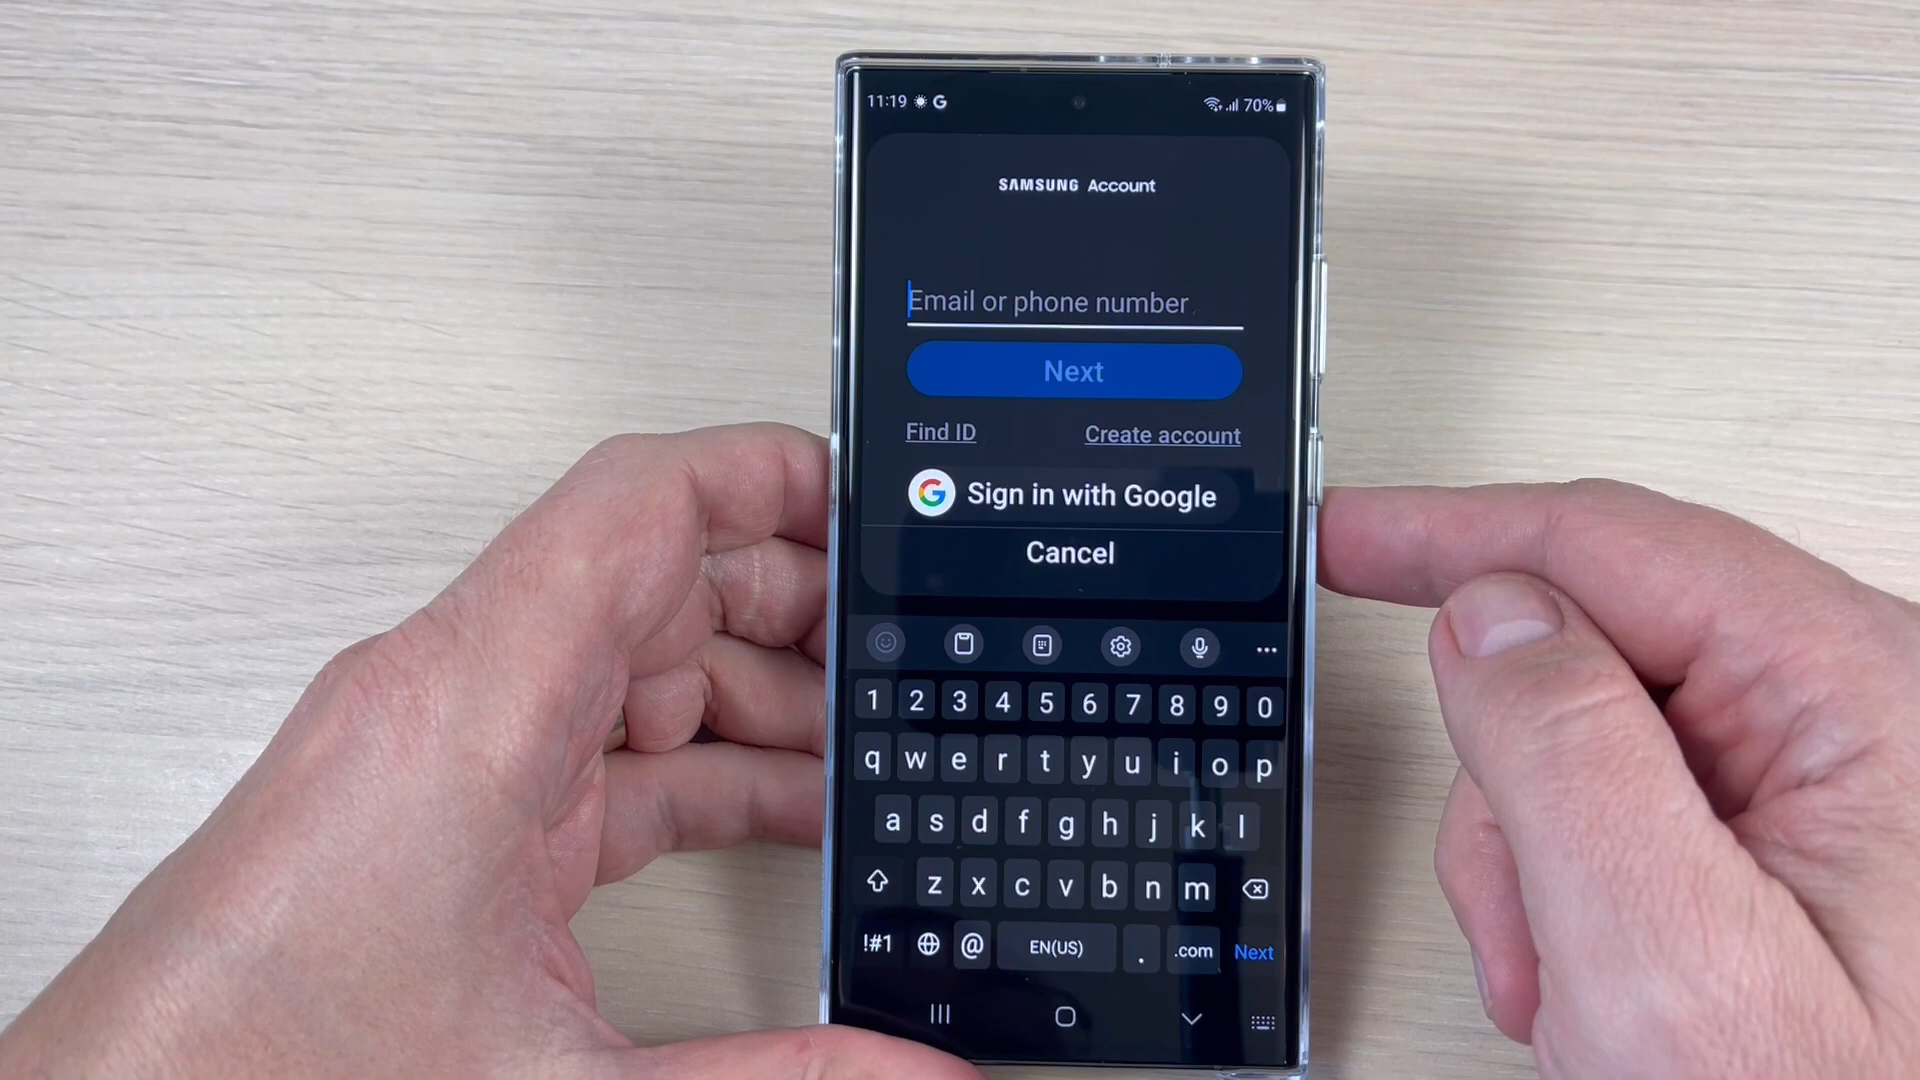 11:19 G 70%
SAMSUNG Account
Email or phone number
Next
Find ID Create account
G Sign in with Google
Cancel
1 2 3 4 5 6 7 8 9 0
q w e r t y u i o p
a s d f g h j k l
z x c v b n m
!#1 @ EN(US) . .com Next